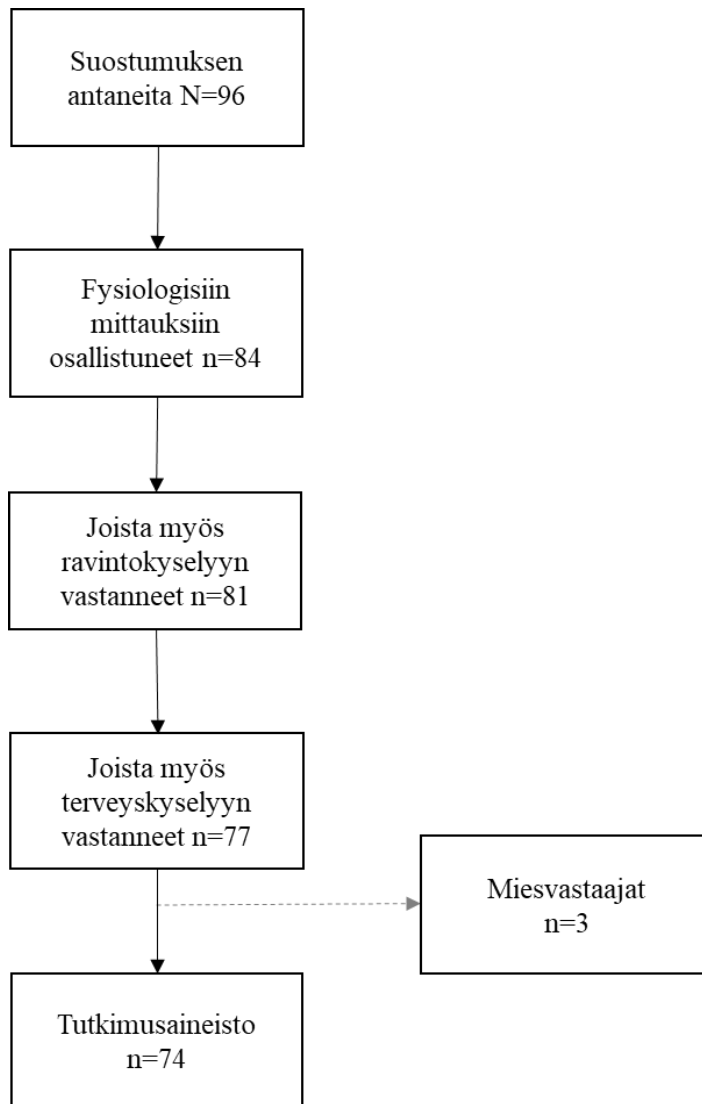 Suostumuksen
antaneita N=96
Fysiologisiin
mittauksiin
osallistuneet n=84
Joista myös
ravintokyselyyn
vastanneet n=81
Joista myös
terveyskyselyyn
vastanneet n=77
Miesvastaajat
n=3
Tutkimusaineisto
n=74